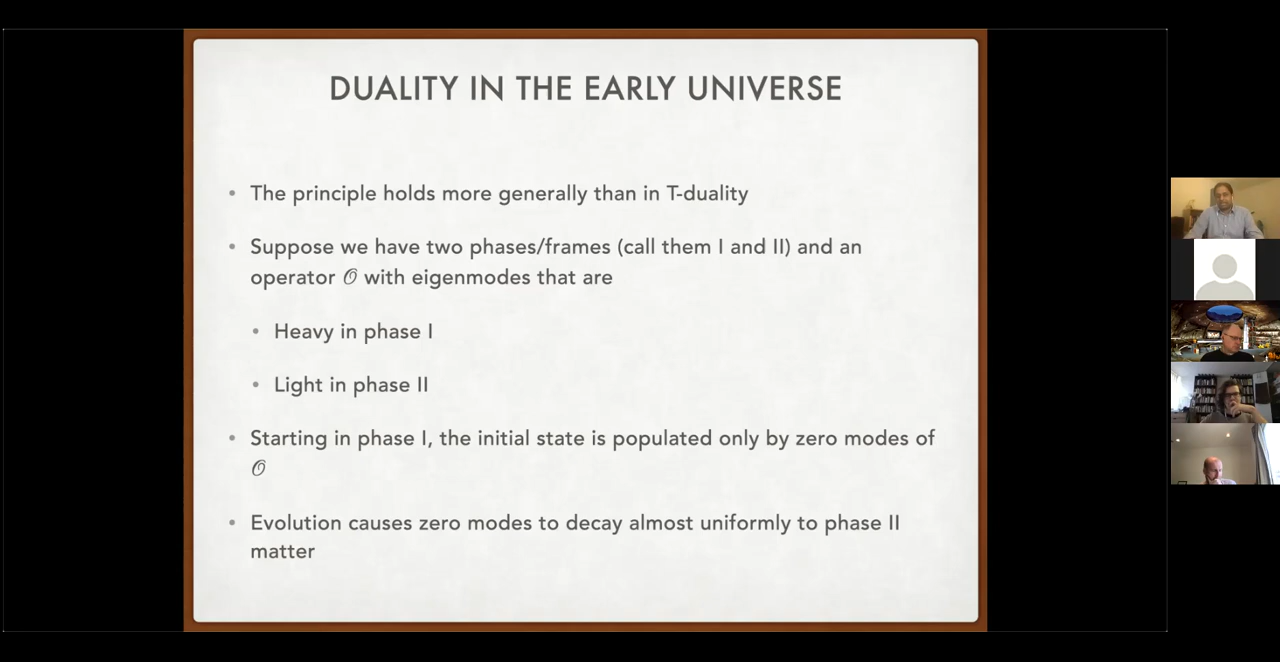 DUALITY IN THE EARLY UNIVERSE
• The principle holds more generally than in T-duality
• Suppose we have two phases/frames (call them I and II) and an
operator 𝒪 with eigenmodes that are
• Heavy in phase I
• Light in phase II
• Starting in phase I, the initial state is populated only by zero modes of
𝒪
• Evolution causes zero modes to decay almost uniformly to phase II
matter